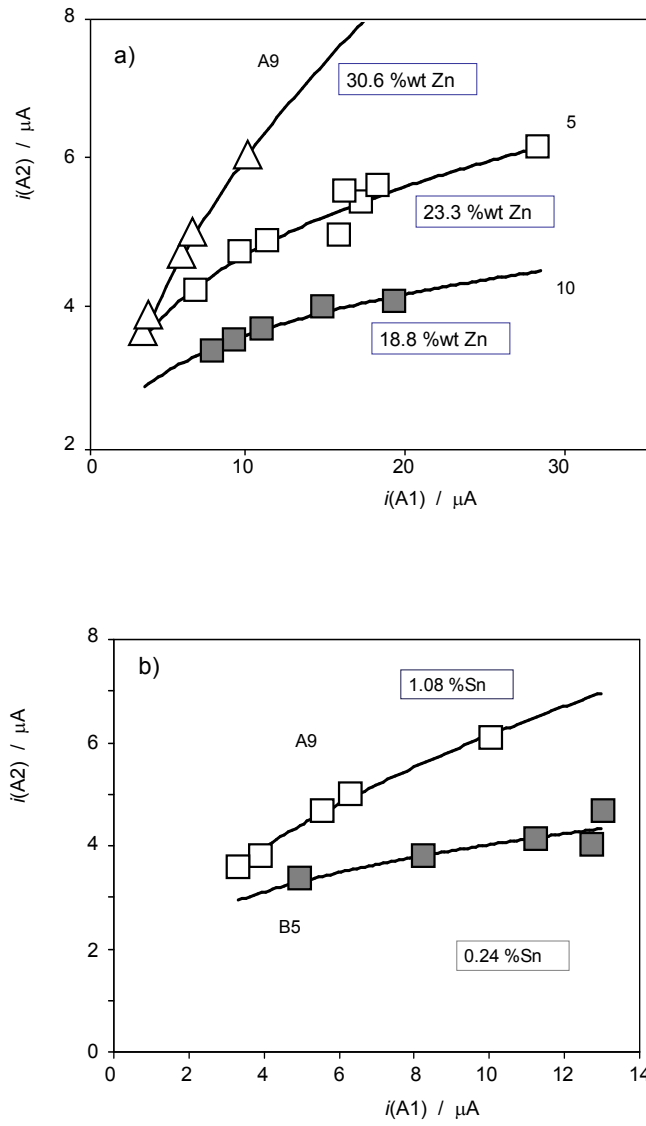 8
a)
A9
30.6 %wt Zn
i(A2) / μA
5
6
23.3 %wt Zn
4
10
18.8 %wt Zn
2
0
10
20
30
i(A1) / μA
8
b)
1.08 %Sn
i(A2) / μA
A9
6
4
B5
2
0.24 %Sn
0
0
2
4
6
8
10
12
14
i(A1) / μA